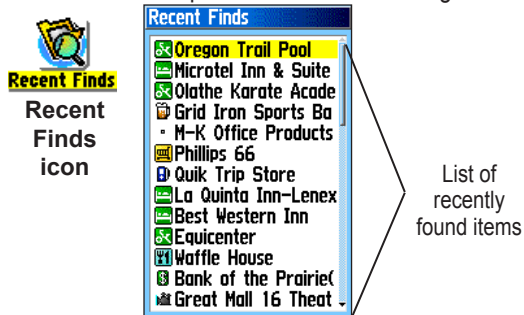 Recent Finds
Recent Finds
Recent
Finds
icon
Oregon Trail Pool
Microtel Inn & Suite
Olathe Karate Acade
Grid Iron Sports Ba
M-K Office Products
Phillips 66
Quik Trip Store
La Quinta Inn-Lenex
Best Western Inn
Equicenter
Waffle House
Bank of the Prairie(
Great Mall 16 Theat
List of
recently
found items